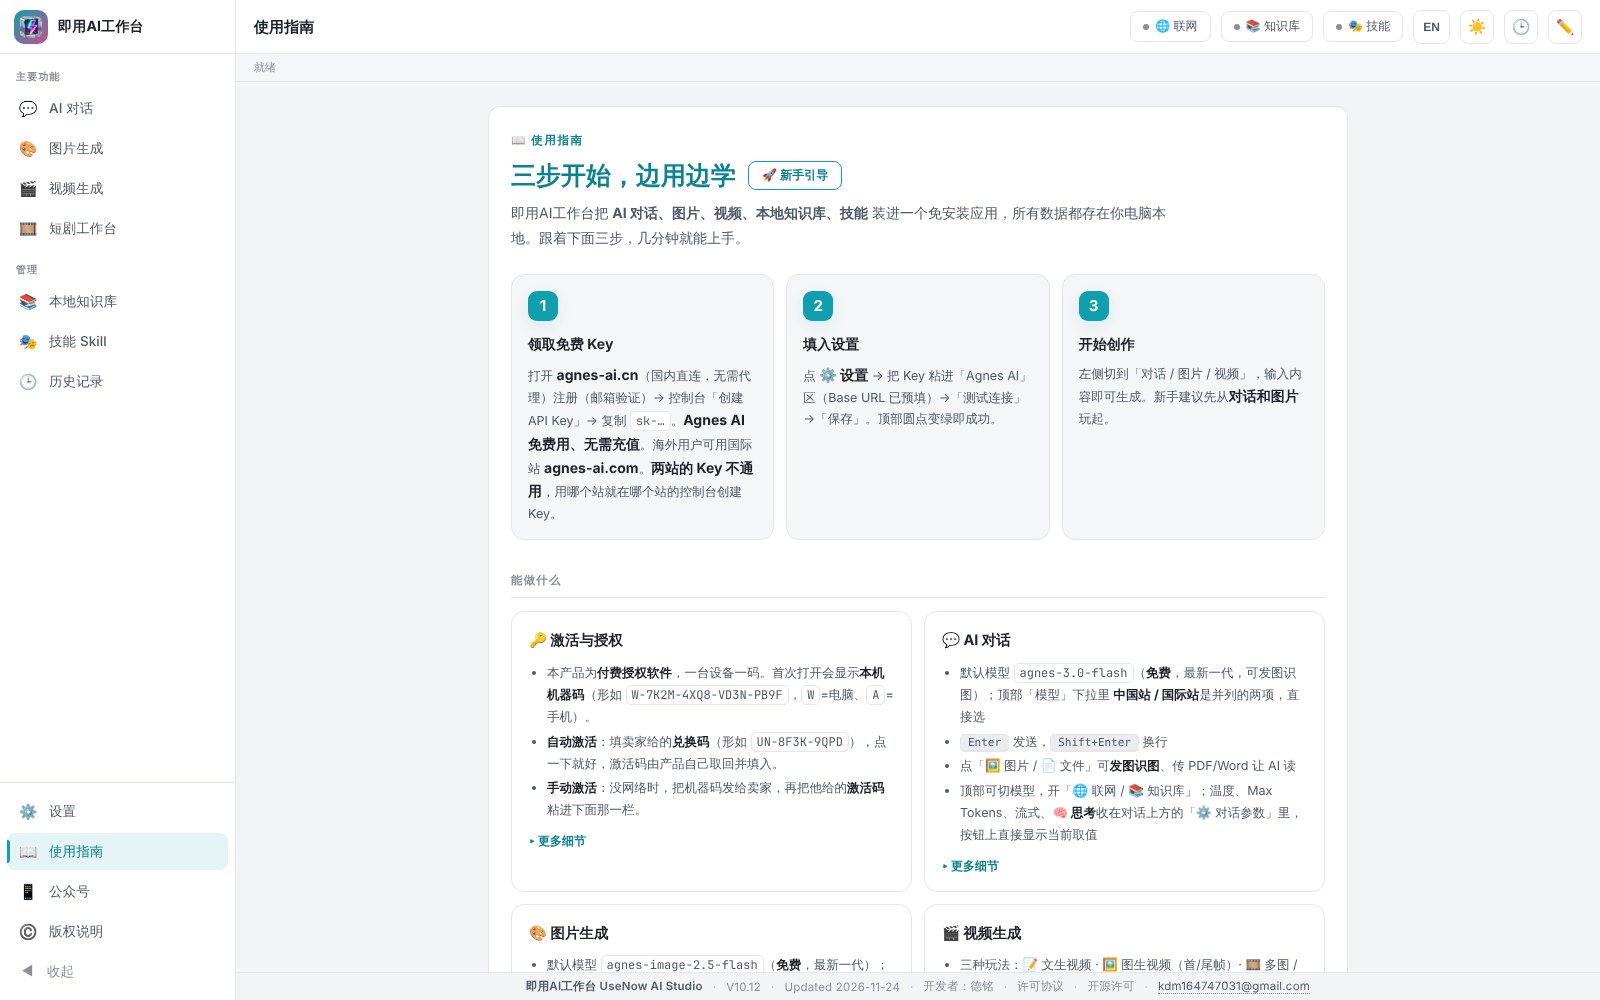 即用AI工作台
主要功能
AI 对话
图片生成
视频生成
短剧工作台
管理
本地知识库
技能 Skill
历史记录
设置
使用指南
公众号
版权说明
收起
使用指南
联网
知识库
技能
EN
就绪
使用指南
三步开始，边用边学
新手引导
即用AI工作台把 AI 对话、图片、视频、本地知识库、技能 装进一个免安装应用，所有数据都存在你电脑本
地。跟着下面三步，几分钟就能上手。
1
领取免费 Key
打开 agnes-ai.cn（国内直连，无需代
理）注册（邮箱验证）→ 控制台「创建
API Key」→ 复制 sk-… 。Agnes AI
免费用、无需充值。海外用户可用国际
站 agnes-ai.com。两站的 Key 不通
用，用哪个站就在哪个站的控制台创建
Key。
2
填入设置
点 ⚙️ 设置 → 把 Key 粘进「Agnes AI」
区（Base URL 已预填）→「测试连接」
→「保存」。顶部圆点变绿即成功。
3
开始创作
左侧切到「对话 / 图片 / 视频」，输入内
容即可生成。新手建议先从对话和图片
玩起。
能做什么
🔑 激活与授权
本产品为付费授权软件，一台设备一码。首次打开会显示本机
机器码（形如 W-7K2M-4XQ8-VD3N-PB9F ，W =电脑、A =
手机）。
自动激活：填卖家给的兑换码（形如 UN-8F3K-9QPD ），点
一下就好，激活码由产品自己取回并填入。
手动激活：没网络时，把机器码发给卖家，再把他给的激活码
粘进下面那一栏。
▸ 更多细节
💬 AI 对话
默认模型 agnes-3.0-flash （免费，最新一代，可发图识
图）；顶部「模型」下拉里 中国站 / 国际站是并列的两项，直
接选
Enter 发送，Shift+Enter 换行
点「🖼️ 图片 / 📄 文件」可发图识图、传 PDF/Word 让 AI 读
顶部可切模型，开「🌐 联网 / 📚 知识库」；温度、Max
Tokens、流式、🧠 思考收在对话上方的「⚙️ 对话参数」里，
按钮上直接显示当前取值
▸ 更多细节
🎨 图片生成
默认模型 agnes-image-2.5-flash （免费，最新一代）；
🎬 视频生成
三种玩法：📝 文生视频 · 🖼️ 图生视频（首/尾帧）· 🎞️ 多图 /
即用AI工作台 UseNow AI Studio · V10.12 · Updated 2026-11-24 · 开发者：德铭 · 许可协议 · 开源许可 · kdm164747031@gmail.com